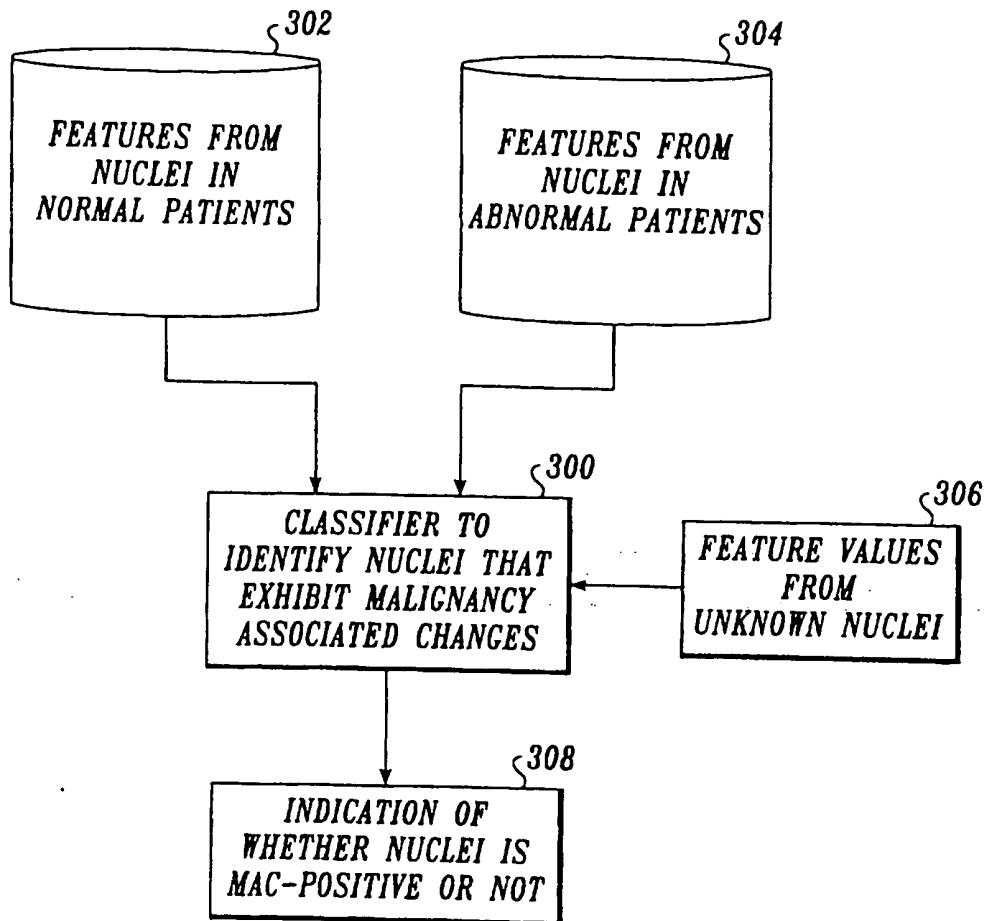 302
FEATURES FROM
NUCLEI IN
NORMAL PATIENTS
304
FEATURES FROM
NUCLEI IN
ABNORMAL PATIENTS
300
CLASSIFIER TO
IDENTIFY NUCLEI THAT
EXHIBIT MALIGNANCY
ASSOCIATED CHANGES
306
FEATURE VALUES
FROM
UNKNOWN NUCLEI
308
INDICATION OF
WHETHER NUCLEI IS
MAC-POSITIVE OR NOT